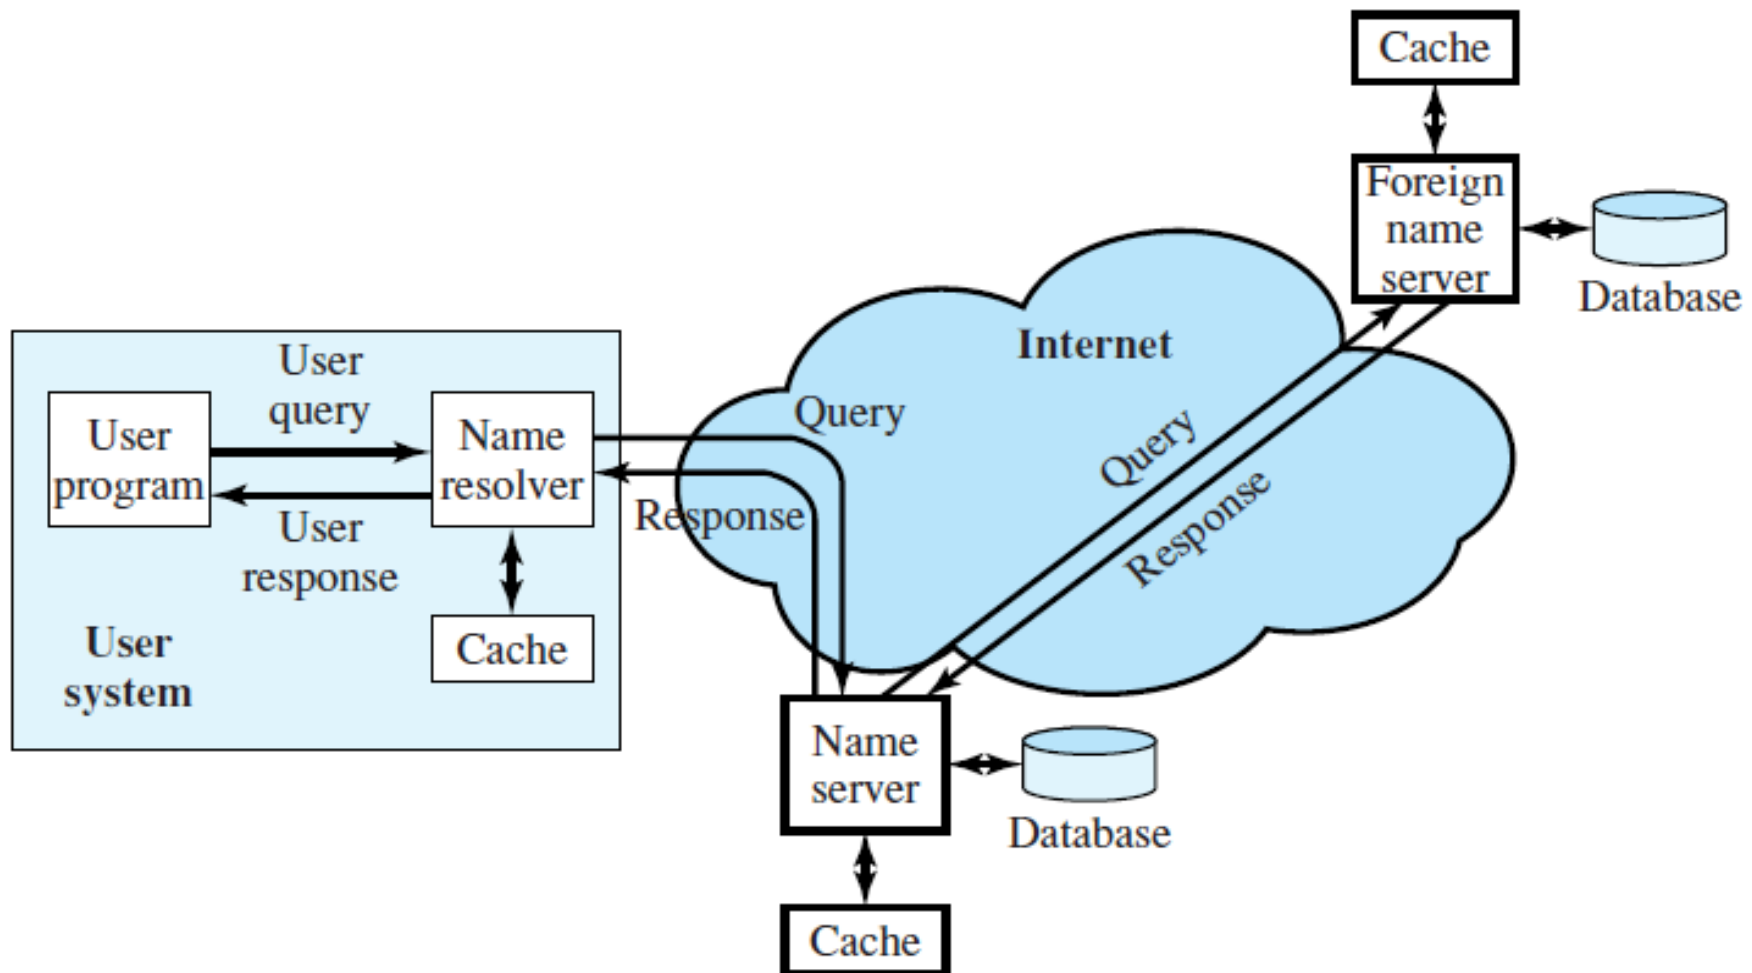 Cache
Foreign
name
server
Database
Internet
User
query
User
program
Name
resolver
Query
Response
User
response
Cache
User
system
Query
Response
Name
server
Database
Cache